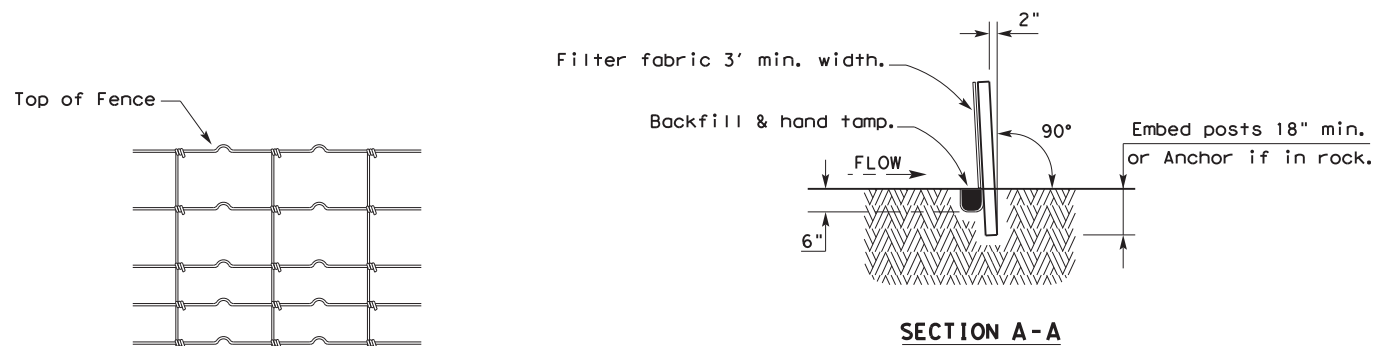 Top of Fence
Filter fabric 3' min. width.
Backfill & hand tamp.
FLOW
6"
2"
90°
Embed posts 18" min.
or Anchor if in rock.
SECTION A-A